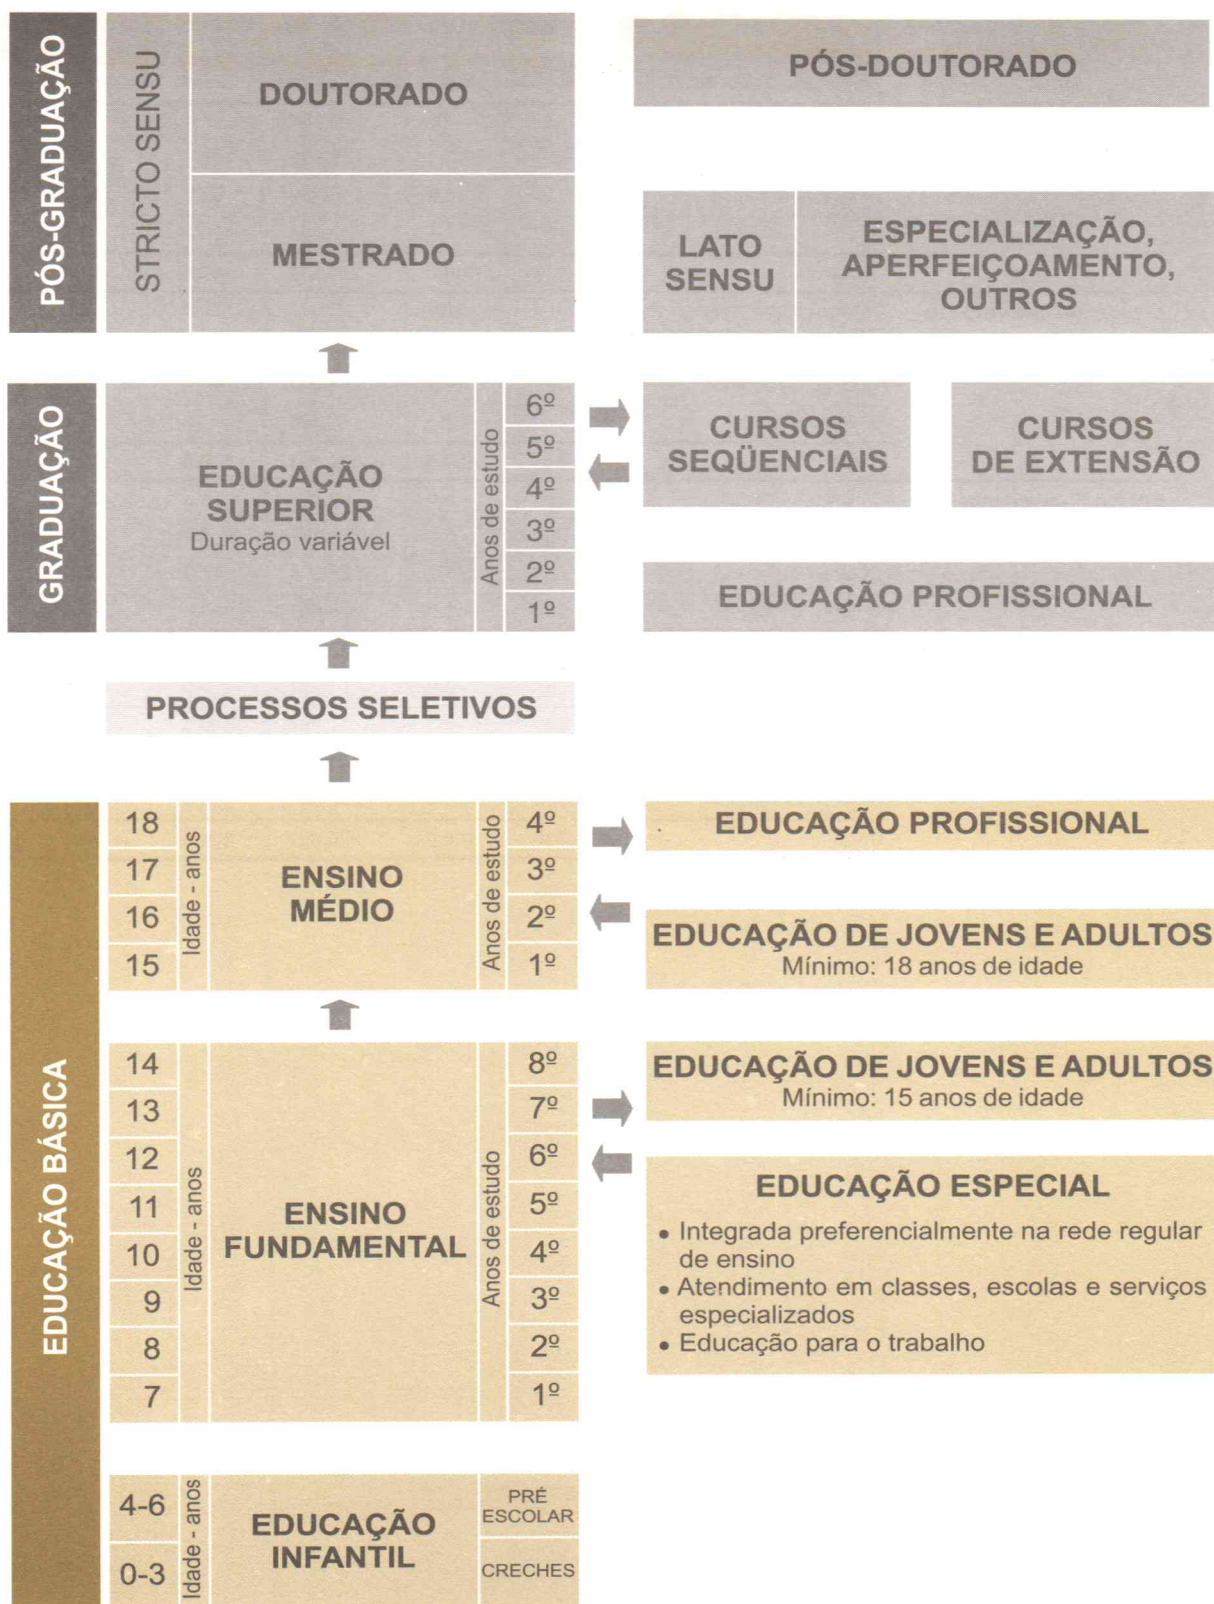 PÓS-GRADUAÇÃO
STRICTO SENSU
DOUTORADO
MESTRADO
PÓS-DOUTORADO
LATO
SENSU
ESPECIALIZAÇÃO,
APERFEIÇOAMENTO,
OUTROS
GRADUAÇÃO
EDUCAÇÃO
SUPERIOR
Duração variável
Anos de estudo
6º
5º
4º
3º
2º
1º
CURSOS
SEQÜENCIAIS
CURSOS
DE EXTENSÃO
EDUCAÇÃO PROFISSIONAL
PROCESSOS SELETIVOS
EDUCAÇÃO BÁSICA
18
17
16
15
Idade - anos
ENSINO
MÉDIO
Anos de estudo
4º
3º
2º
1º
EDUCAÇÃO PROFISSIONAL
EDUCAÇÃO DE JOVENS E ADULTOS
Mínimo: 18 anos de idade
14
13
12
11
10
9
8
7
Idade - anos
ENSINO
FUNDAMENTAL
Anos de estudo
8º
7º
6º
5º
4º
3º
2º
1º
EDUCAÇÃO DE JOVENS E ADULTOS
Mínimo: 15 anos de idade
EDUCAÇÃO ESPECIAL
• Integrada preferencialmente na rede regular
de ensino
• Atendimento em classes, escolas e serviços
especializados
• Educação para o trabalho
4-6
0-3
Idade - anos
EDUCAÇÃO
INFANTIL
PRÉ
ESCOLAR
CRECHES